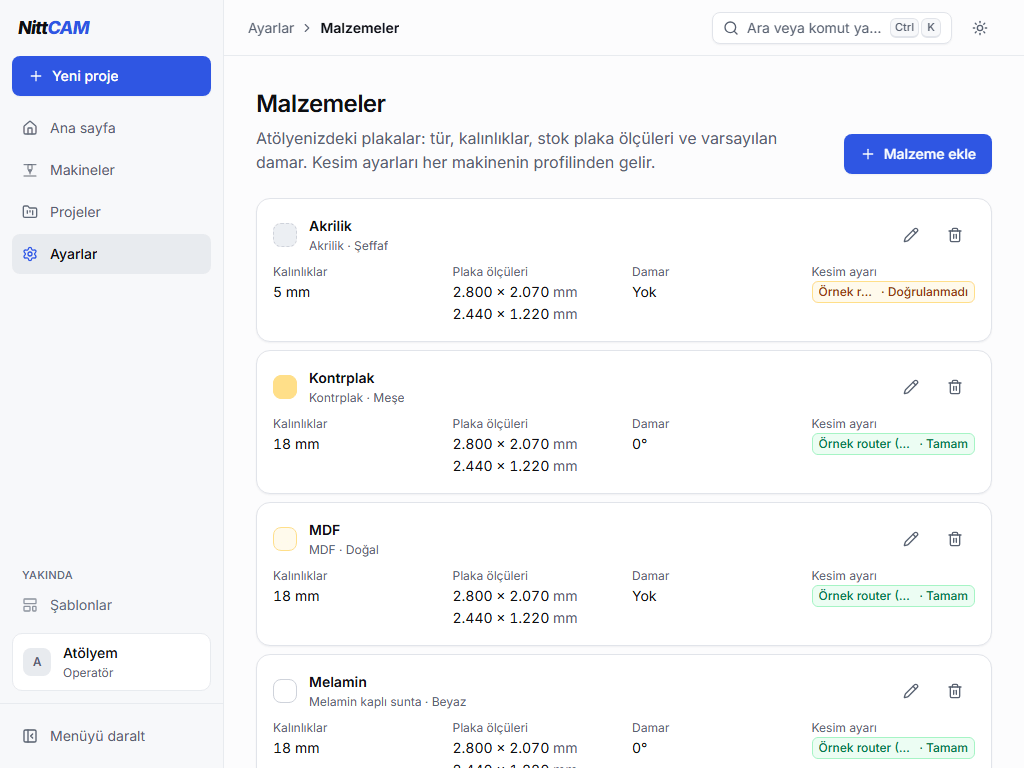 NittCAM
Yeni proje
Ana sayfa
Makineler
Projeler
Ayarlar
YAKINDA
Şablonlar
A
Atölyem
Operatör
Menüyü daralt
Ayarlar > Malzemeler
Ara veya komut ya... Ctrl K
Malzemeler
Atölyenizdeki plakalar: tür, kalınlıklar, stok plaka ölçüleri ve varsayılan
damar. Kesim ayarları her makinenin profilinden gelir.
Malzeme ekle
Akrilik
Akrilik · Şeffaf
Kalınlıklar Plaka ölçüleri Damar Kesim ayarı
5 mm 2.800 × 2.070 mm Yok Örnek r... · Doğrulanmadı
2.440 × 1.220 mm
Kontrplak
Kontrplak · Meşe
Kalınlıklar Plaka ölçüleri Damar Kesim ayarı
18 mm 2.800 × 2.070 mm 0° Örnek router (... · Tamam
2.440 × 1.220 mm
MDF
MDF · Doğal
Kalınlıklar Plaka ölçüleri Damar Kesim ayarı
18 mm 2.800 × 2.070 mm Yok Örnek router (... · Tamam
2.440 × 1.220 mm
Melamin
Melamin kaplı sunta · Beyaz
Kalınlıklar Plaka ölçüleri Damar Kesim ayarı
18 mm 2.800 × 2.070 mm 0° Örnek router (... · Tamam